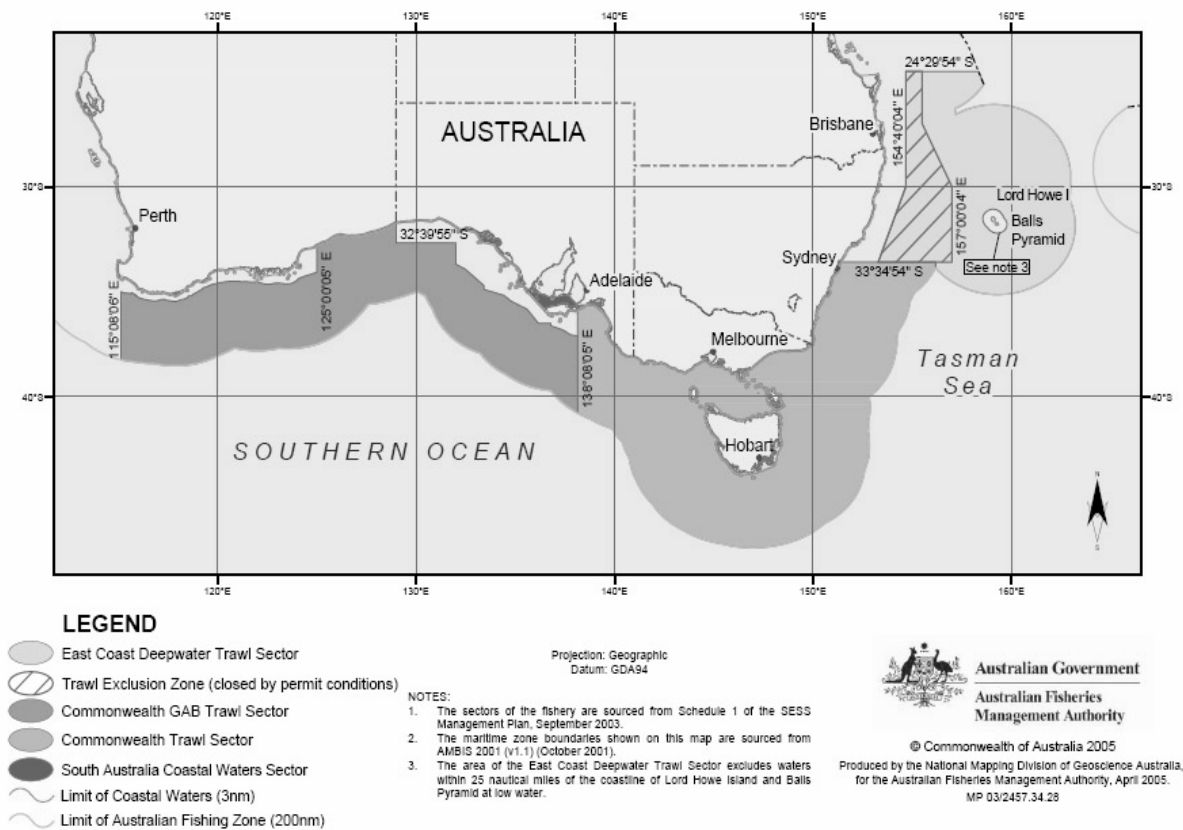 120°E 130°E 140°E 150°E 160°E
24°29'54" S
154°40'04" E
Brisbane
AUSTRALIA
30°S 30°S
Perth
Lord Howe I
Balls
Pyramid
157°00'04" E
32°39'55" S
Sydney
See note 3
33°34'54" S
Adelaide
115°08'06" E
125°00'05" E
138°08'05" E
Melbourne
Tasman
Sea
40°S 40°S
SOUTHERN OCEAN
Hobart
N
S
120°E 130°E 140°E 150°E 160°E
LEGEND
East Coast Deepwater Trawl Sector
Trawl Exclusion Zone (closed by permit conditions)
Commonwealth GAB Trawl Sector
Commonwealth Trawl Sector
South Australia Coastal Waters Sector
Limit of Coastal Waters (3nm)
Limit of Australian Fishing Zone (200nm)
Projection: Geographic
Datum: GDA94
NOTES:
1. The sectors of the fishery are sourced from Schedule 1 of the SESS
Management Plan, September 2003.
2. The maritime zone boundaries shown on this map are sourced from
AMBIS 2001 (v1.1) (October 2001).
3. The area of the East Coast Deepwater Trawl Sector excludes waters
within 25 nautical miles of the coastline of Lord Howe Island and Balls
Pyramid at low water.
Australian Government
Australian Fisheries
Management Authority
© Commonwealth of Australia 2005
Produced by the National Mapping Division of Geoscience Australia,
for the Australian Fisheries Management Authority, April 2005.
MP 03/2457.34.28